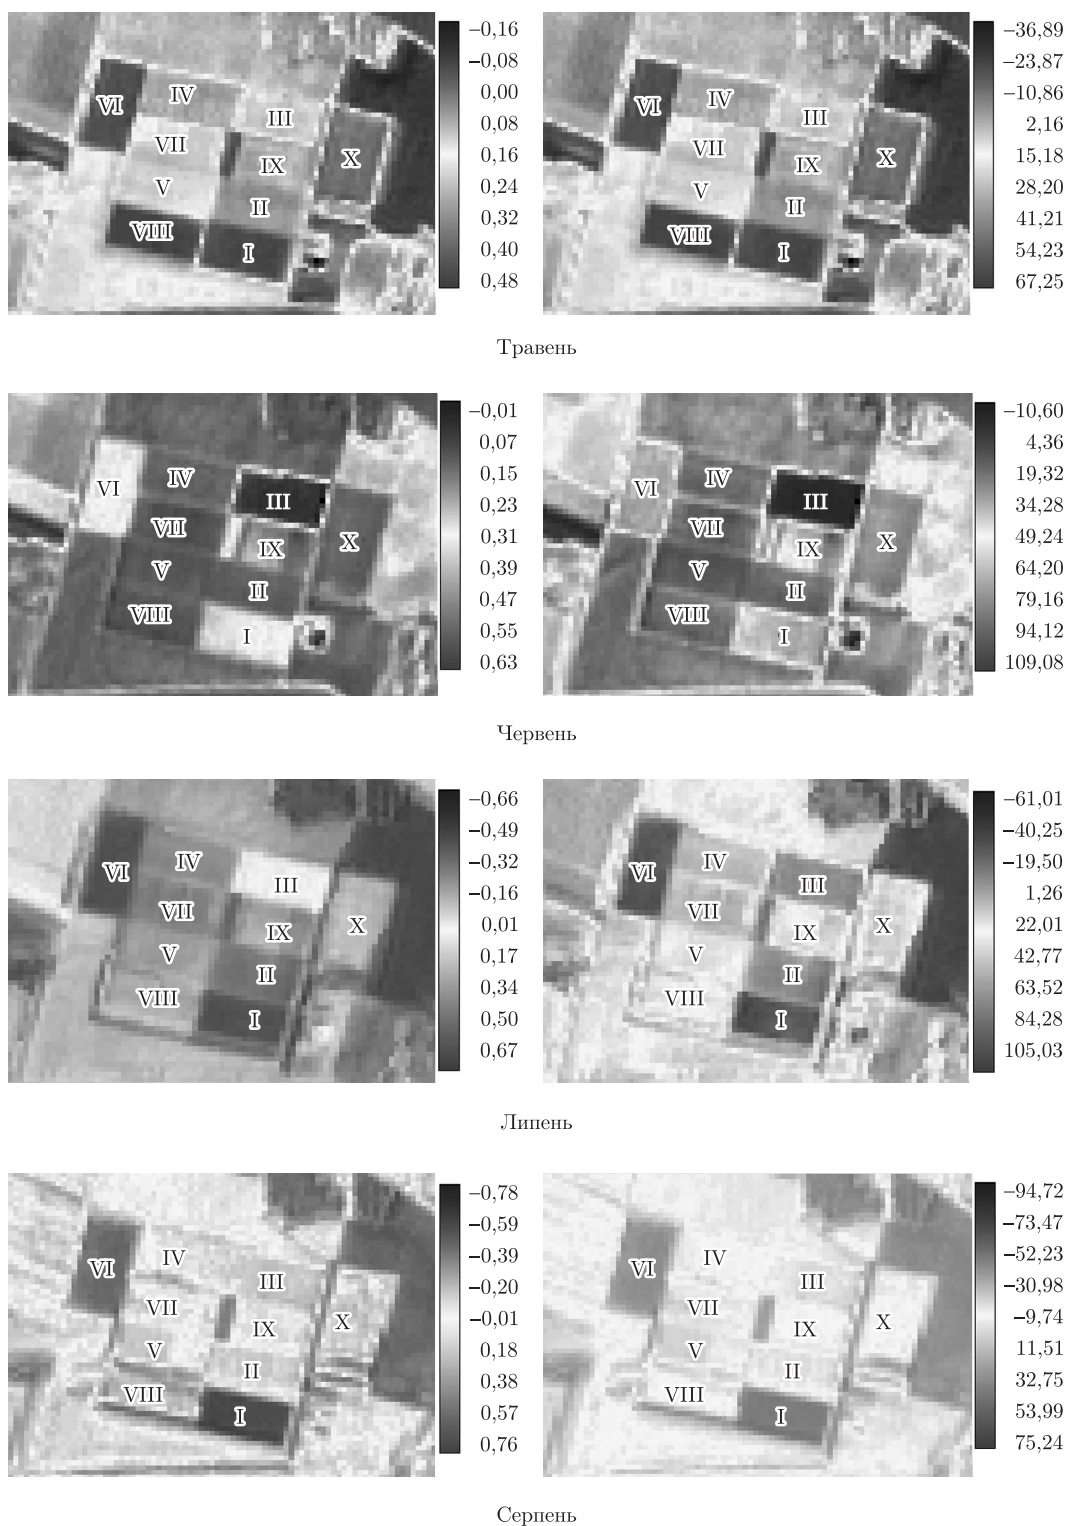 −0,16 −36,89
−0,08 −23,87
VI IV VI IV
0,00 −10,86
III III
0,08 2,16
VII VII
0,16 15,18
IX X IX X
V V
0,24 28,20
II II
0,32 41,21
VIII VIII
0,40 54,23
I I
0,48 67,25
Травень
−0,01 −10,60
0,07 4,36
0,15 19,32
IV IV
VI VI
III III
0,23 34,28
VII VII
0,31 49,24
IX X IX X
0,39 64,20
V V
II II
0,47 79,16
VIII VIII
0,55 94,12
I I
0,63 109,08
Червень
−0,66 −61,01
−0,49 −40,25
−0,32 −19,50
IV IV
VI VI
III III
−0,16 1,26
VII VII
0,01 22,01
IX X IX X
V V
0,17 42,77
II II
0,34 63,52
VIII VIII
0,50 84,28
I I
0,67 105,03
Липень
−0,78 −94,72
−0,59 −73,47
−0,39 −52,23
IV IV
VI VI
III III
−0,20 −30,98
VII VII
−0,01 −9,74
IX X IX X
V V
0,18 11,51
II II
0,38 32,75
VIII VIII
0,57 53,99
I I
0,76 75,24
Серпень